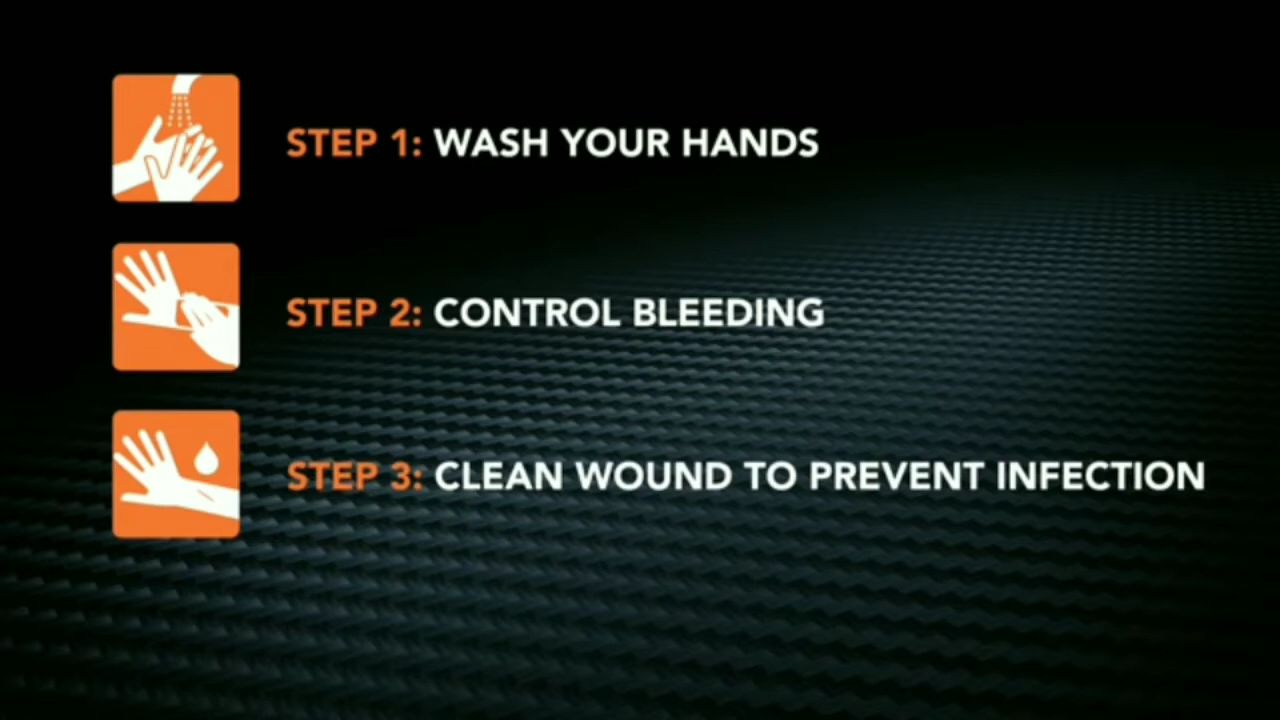 STEP 1: WASH YOUR HANDS
STEP 2: CONTROL BLEEDING
STEP 3: CLEAN WOUND TO PREVENT INFECTION